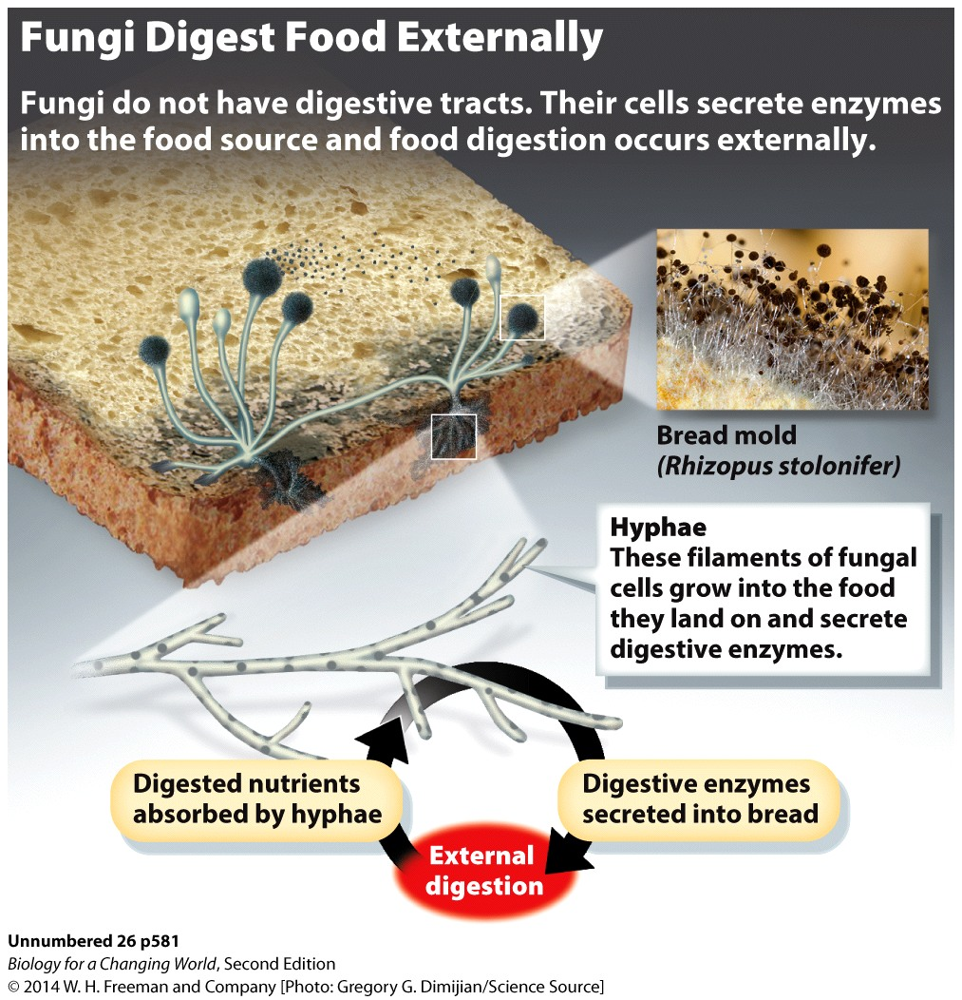 Fungi Digest Food Externally
Fungi do not have digestive tracts. Their cells secrete enzymes
into the food source and food digestion occurs externally.
Bread mold
(Rhizopus stolonifer)
Hyphae
These filaments of fungal
cells grow into the food
they land on and secrete
digestive enzymes.
Digested nutrients
absorbed by hyphae
Digestive enzymes
secreted into bread
External
digestion
Unnumbered 26 p581
Biology for a Changing World, Second Edition
© 2014 W. H. Freeman and Company [Photo: Gregory G. Dimijian/Science Source]